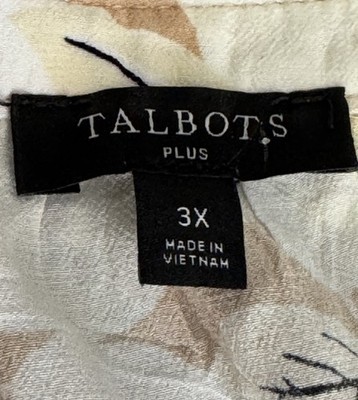 TALBOTS
PLUS
3X
MADE IN
VIETNAM